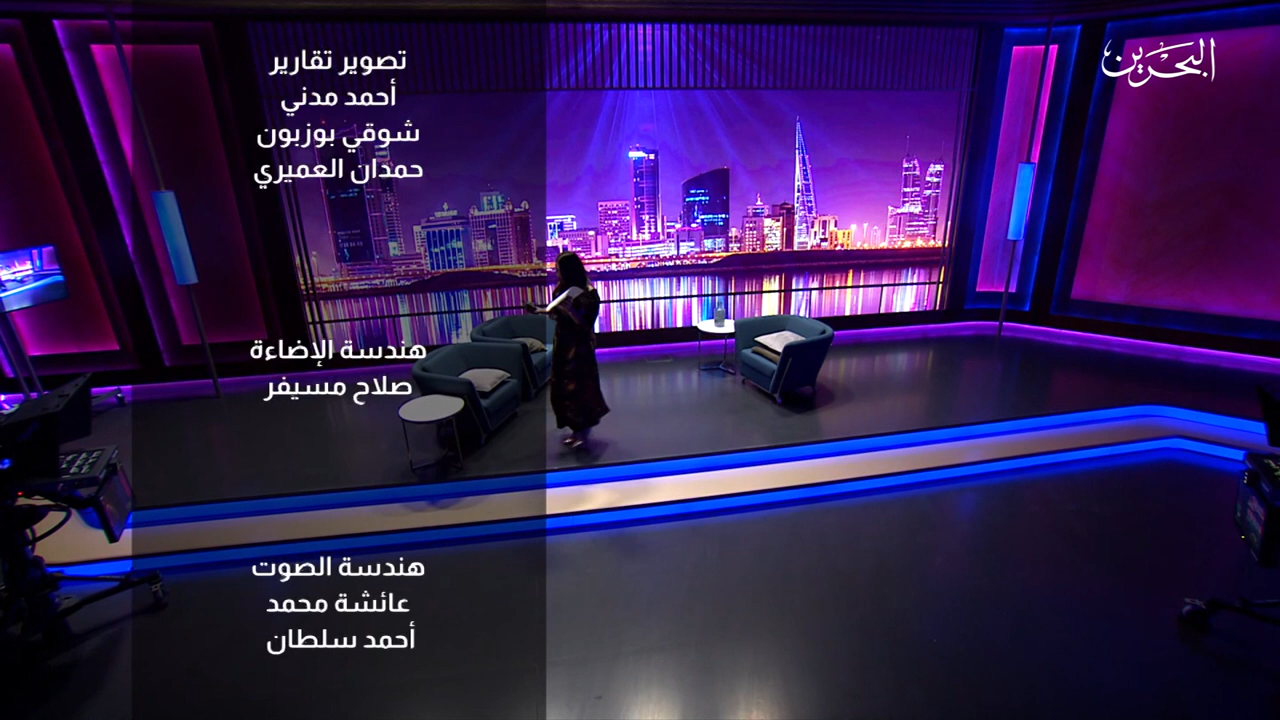 البحرين
تصوير تقارير
أحمد مدني
شوقي بوزبون
حمدان العميري
هندسة الإضاءة
صلاح مسيفر
هندسة الصوت
عائشة محمد
أحمد سلطان